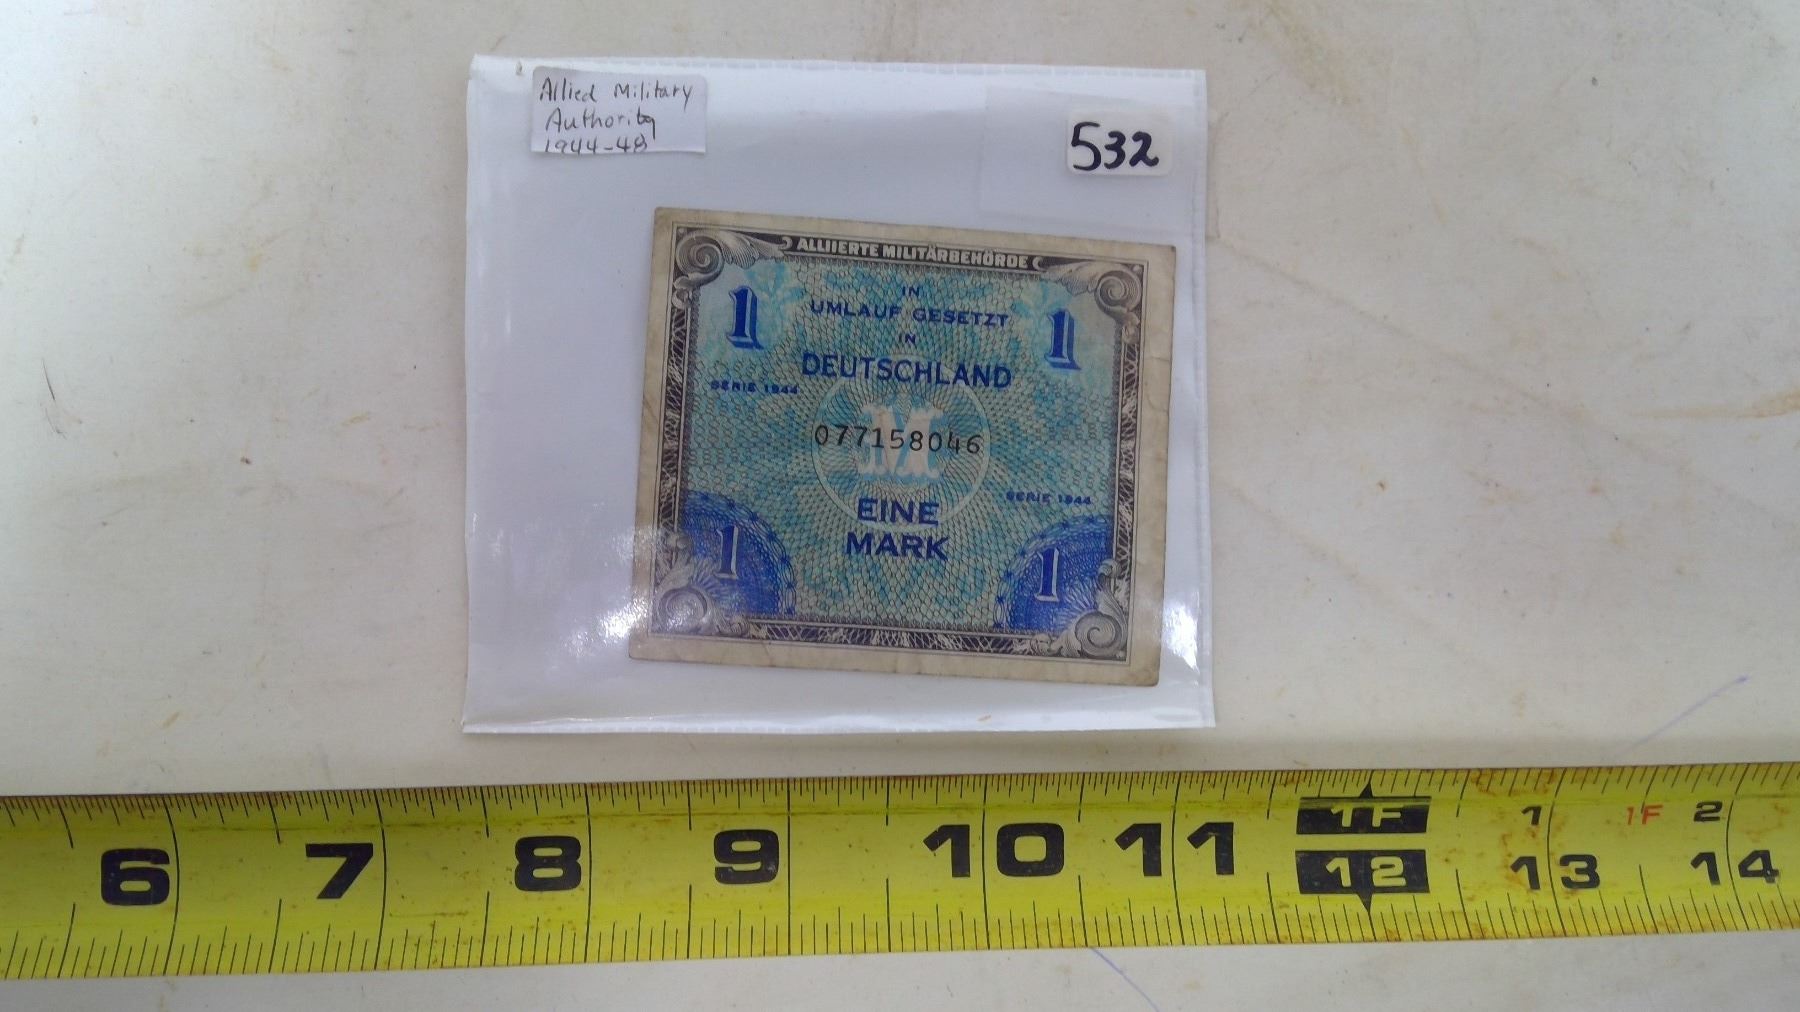 Allied Military
Authority
1944-48
532
ALLIIERTE MILITÄRBEHÖRDE
IN
UMLAUF GESETZT
IN
DEUTSCHLAND
1 1
SERIE 1944
M
077158046
SERIE 1944
EINE
MARK
1 1
1F 1 1F 2
6 7 8 9 10 11 12 13 14